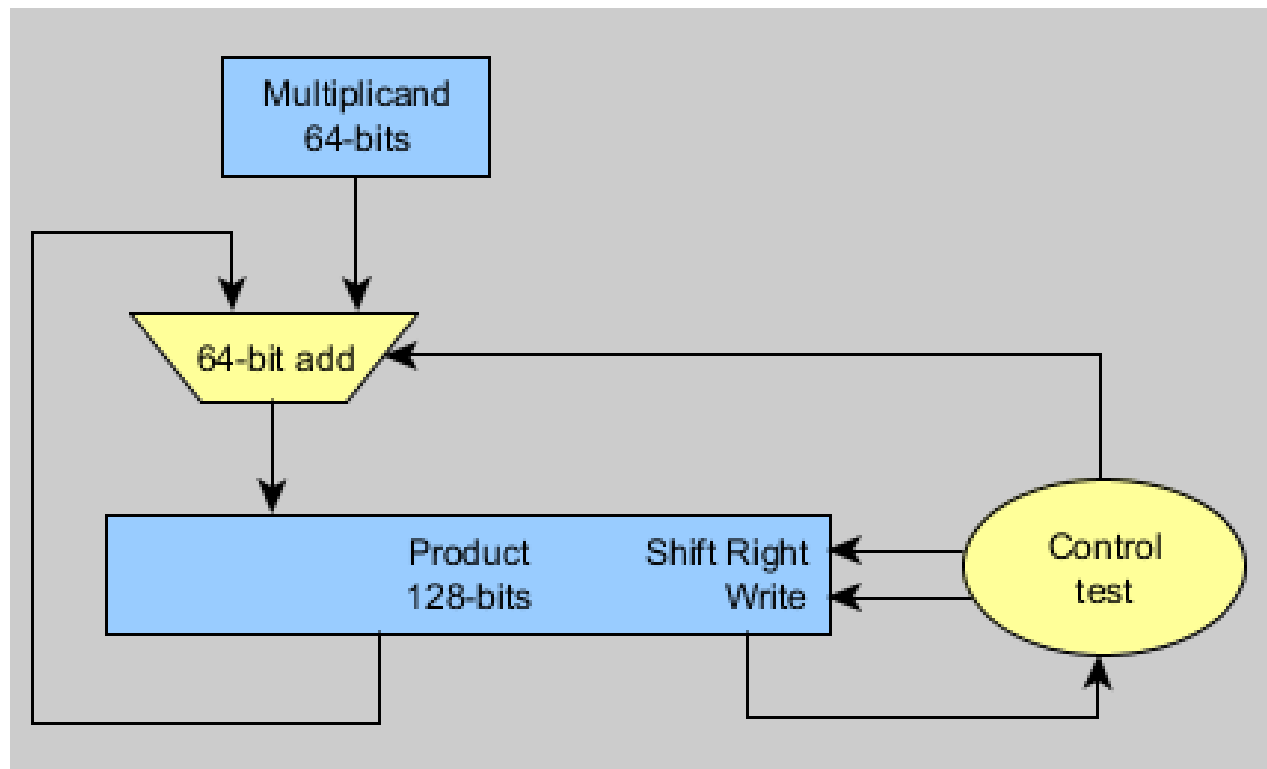 Multiplicand
64-bits
64-bit add
Product
128-bits
Shift Right
Write
Control
test